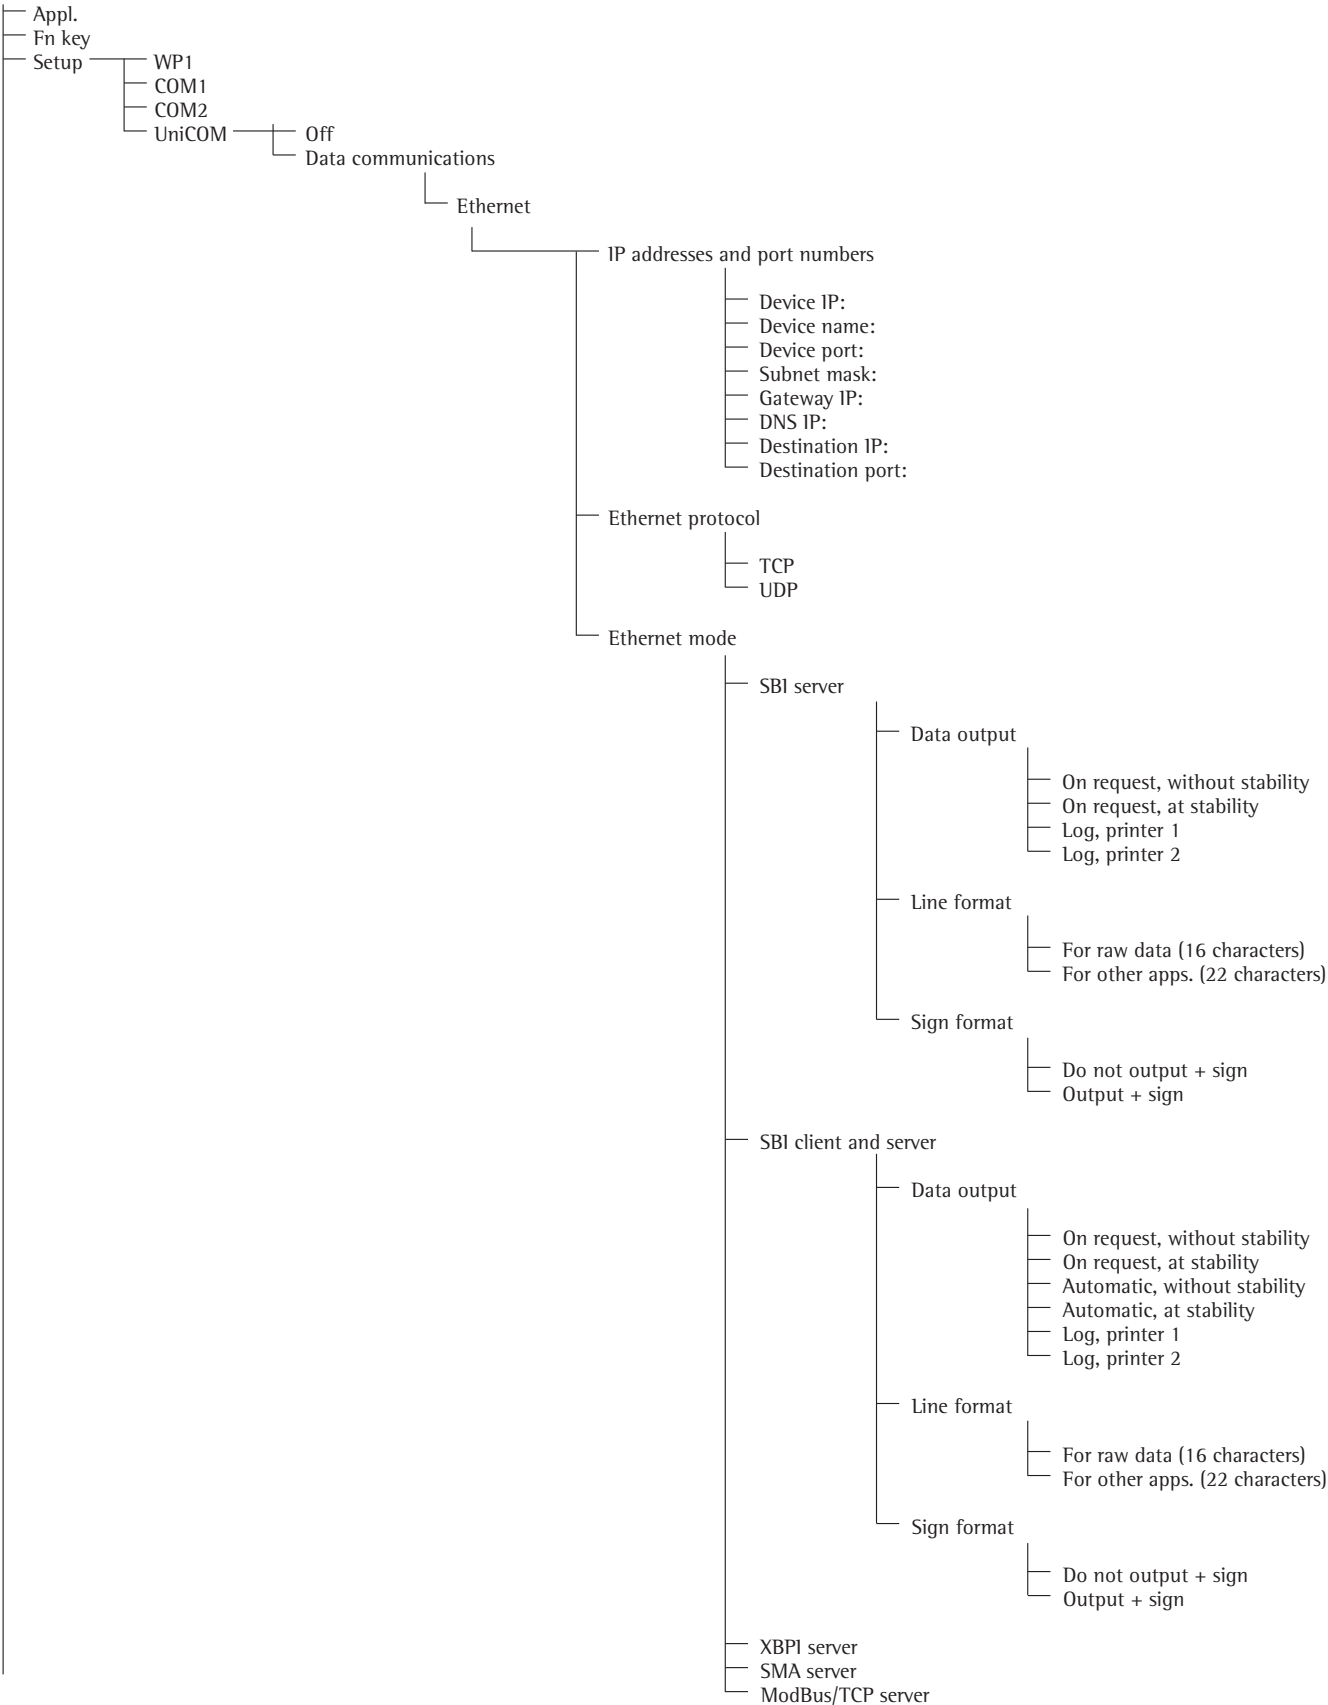 Appl.
Fn key
Setup
WP1
COM1
COM2
UniCOM
Off
Data communications
Ethernet
IP addresses and port numbers
Device IP:
Device name:
Device port:
Subnet mask:
Gateway IP:
DNS IP:
Destination IP:
Destination port:
Ethernet protocol
TCP
UDP
Ethernet mode
SBI server
Data output
On request, without stability
On request, at stability
Log, printer 1
Log, printer 2
Line format
For raw data (16 characters)
For other apps. (22 characters)
Sign format
Do not output + sign
Output + sign
SBI client and server
Data output
On request, without stability
On request, at stability
Automatic, without stability
Automatic, at stability
Log, printer 1
Log, printer 2
Line format
For raw data (16 characters)
For other apps. (22 characters)
Sign format
Do not output + sign
Output + sign
XBPI server
SMA server
ModBus/TCP server